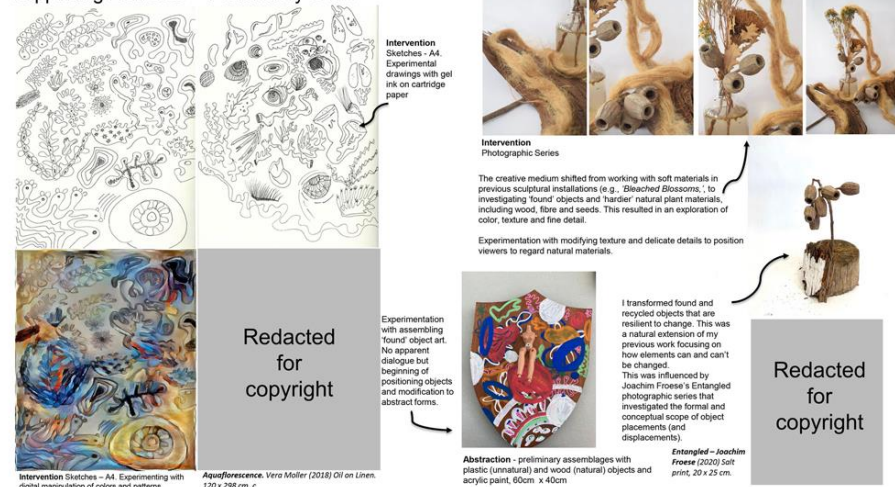 Intervention
Sketches - A4.
Experimental
drawings with gel
ink on cartridge
paper
Intervention
Photographic Series
The creative medium shifted from working with soft materials in
previous sculptural installations (e.g., 'Bleached Blossoms,', to
investigating 'found' objects and 'hardier' natural plant materials,
including wood, fibre and seeds. This resulted in an exploration of
color, texture and fine detail.
Experimentation with modifying texture and delicate details to position
viewers to regard natural materials.
Redacted
for
copyright
Experimentation
with assembling
'found' object art.
No apparent
dialogue but
beginning of
positioning objects
and modification to
abstract forms.
I transformed found and
recycled objects that are
resilient to change. This was
a natural extension of my
previous work focusing on
how elements can and can't
be changed.
This was influenced by
Joachim Froese's Entangled
photographic series that
investigated the formal and
conceptual scope of object
placements (and
displacements).
Redacted
for
copyright
Intervention Sketches – A4. Experimenting with
digital manipulation of colors and patterns
Aquaflorescence. Vera Moller (2018) Oil on Linen.
120 x 298 cm. c
Abstraction - preliminary assemblages with
plastic (unnatural) and wood (natural) objects and
acrylic paint, 60cm x 40cm
Entangled – Joachim
Froese (2020) Salt
print, 20 x 25 cm.